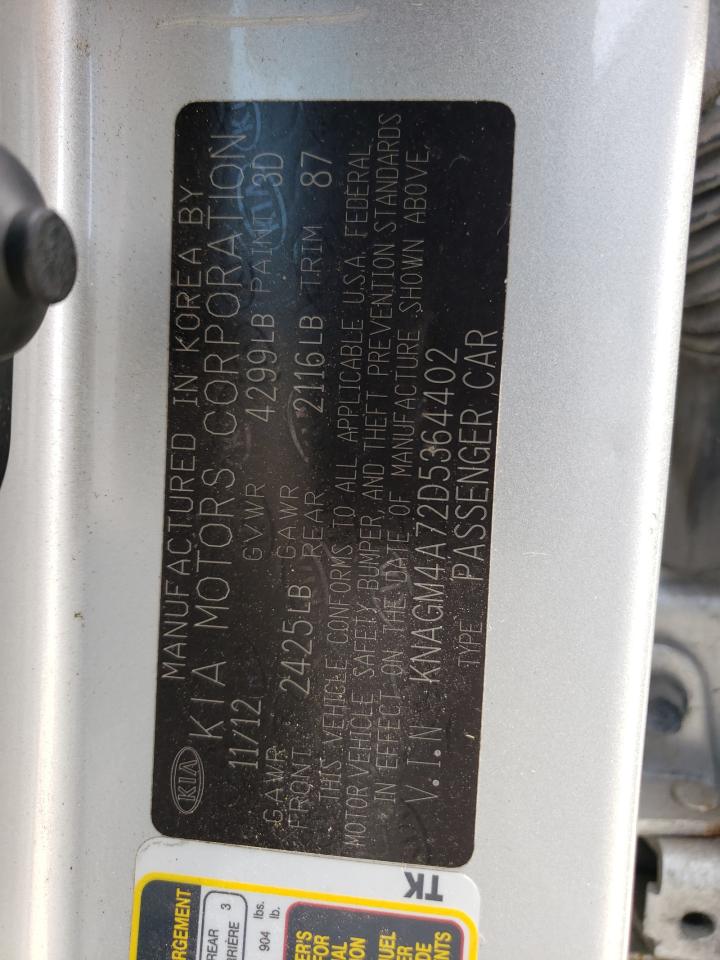 MANUFACTURED IN KOREA BY
KIA KIA MOTORS CORPORATION
11/12 GVWR 4299LB PAINT 3D
GAWR FRONT 2425LB GAWR REAR 2116LB TRIM 87
THIS VEHICLE CONFORMS TO ALL APPLICABLE U.S.A. FEDERAL
MOTOR VEHICLE SAFETY, BUMPER, AND THEFT PREVENTION STANDARDS
IN EFFECT ON THE DATE OF MANUFACTURE SHOWN ABOVE.
V.I.N KNAGM4A72D5364402
TYPE PASSENGER CAR
TK
REAR 3
904 lbs.
lb.